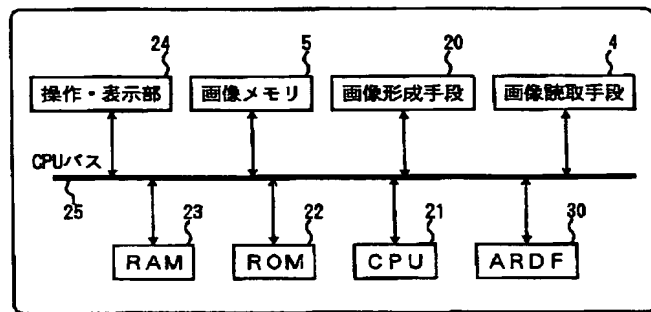 24
5
20
4
操作・表示部
画像メモリ
画像形成手段
画像読取手段
CPUバス
25
23
22
21
30
RAM
ROM
CPU
ARDF